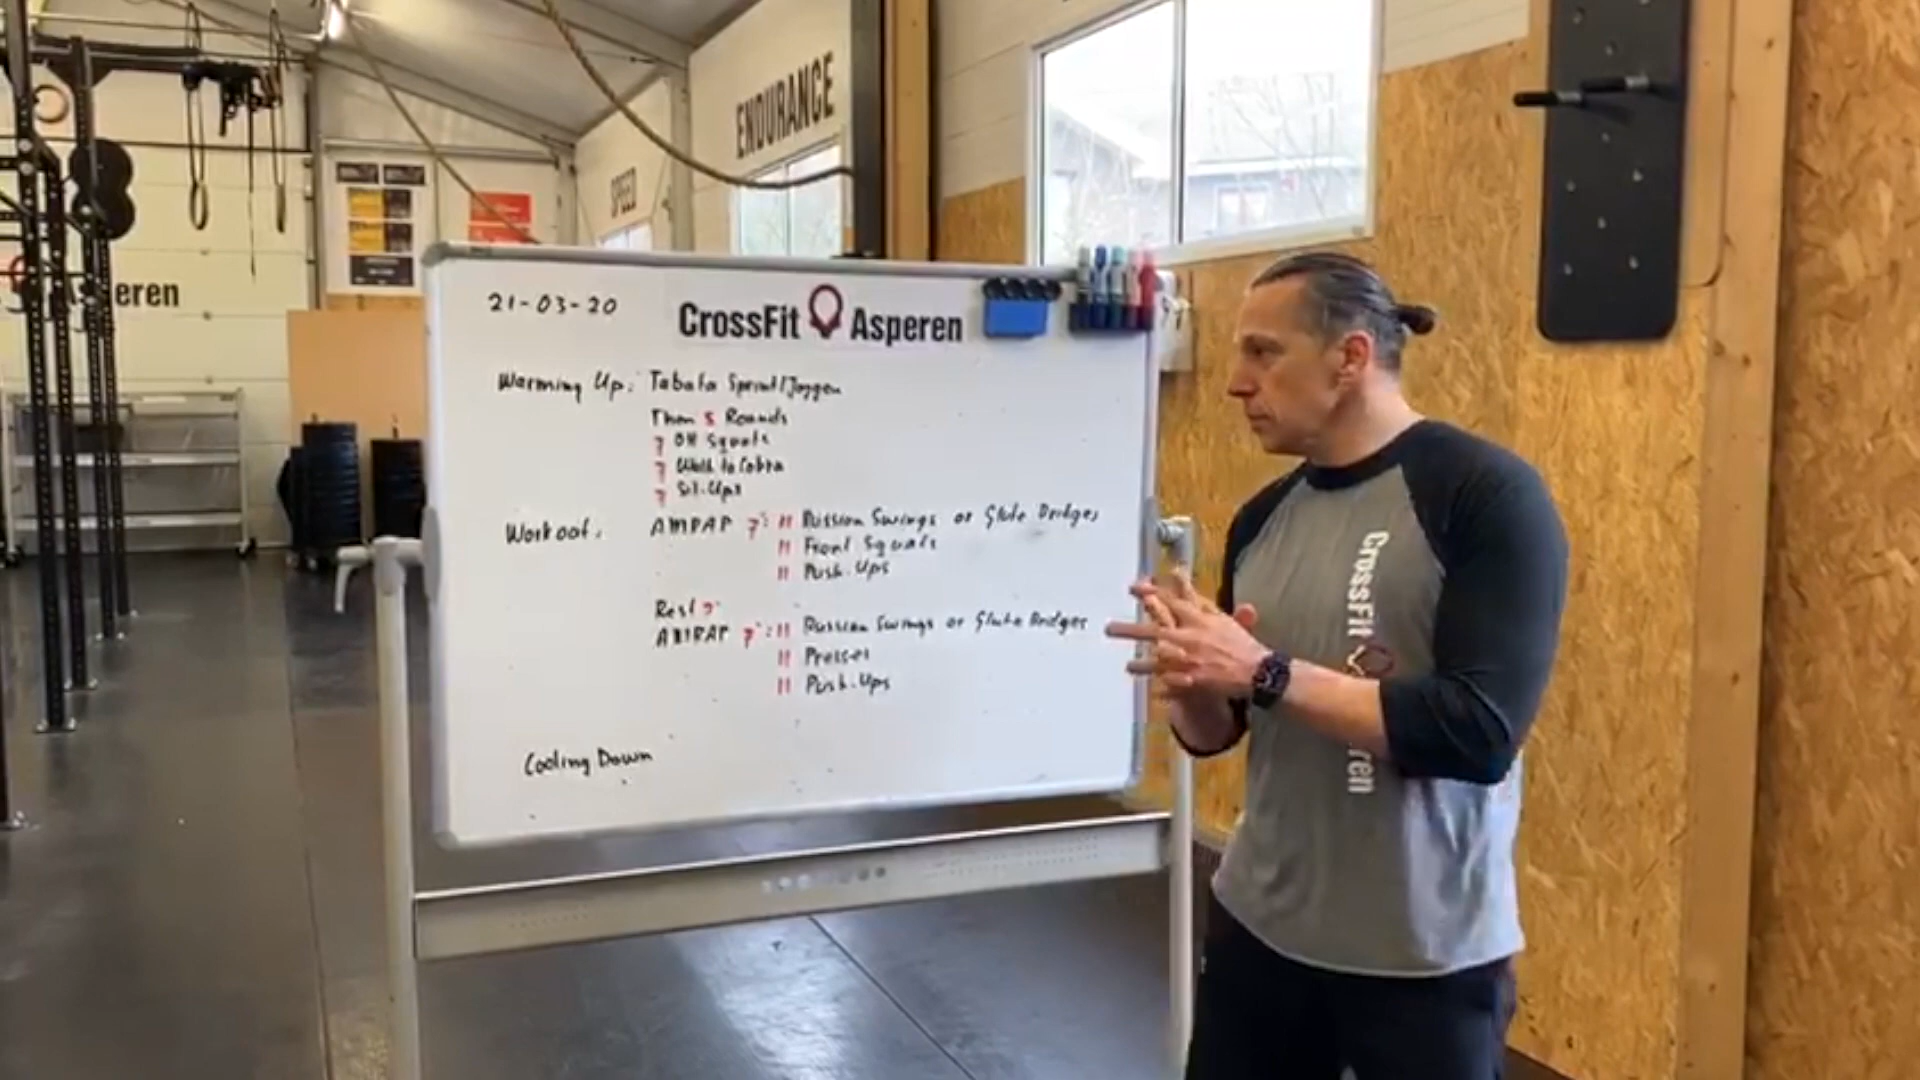 ENDURANCE
SPEED
eren
21-03-20
CrossFit Asperen
Warming Up: Tabata Sprint/Joggen
Then 5 Rounds
7 OH Squats
7 Walk to Cobra
7 Sit-Ups
Workout: AMRAP 7': 11 Russian Swings or Glute Bridges
11 Front Squats
11 Push-Ups
Rest
AMRAP 7': 11 Russian Swings or Glute Bridges
11 Presses
11 Push-Ups
Cooling Down
CrossFit
ren